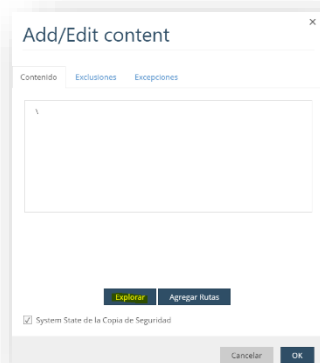 ×
Add/Edit content
Contenido Exclusiones Excepciones
\
Explorar Agregar Rutas
System State de la Copia de Seguridad
Cancelar OK